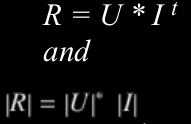 R = U * I ᵗ
and
|R| = |U|* |I|